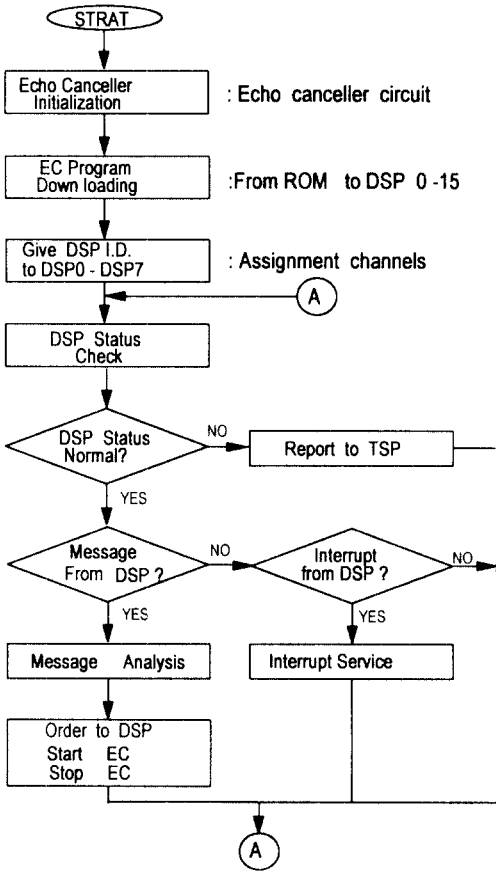 STRAT
Echo Canceller
Initialization
: Echo canceller circuit
EC Program
Down loading
:From ROM to DSP 0 -15
Give DSP I.D.
to DSP0 - DSP7
: Assignment channels
A
DSP Status
Check
DSP Status
Normal?
NO
Report to TSP
YES
Message
From DSP ?
NO
Interrupt
from DSP ?
NO
YES
YES
Message Analysis
Interrupt Service
Order to DSP
Start EC
Stop EC
A